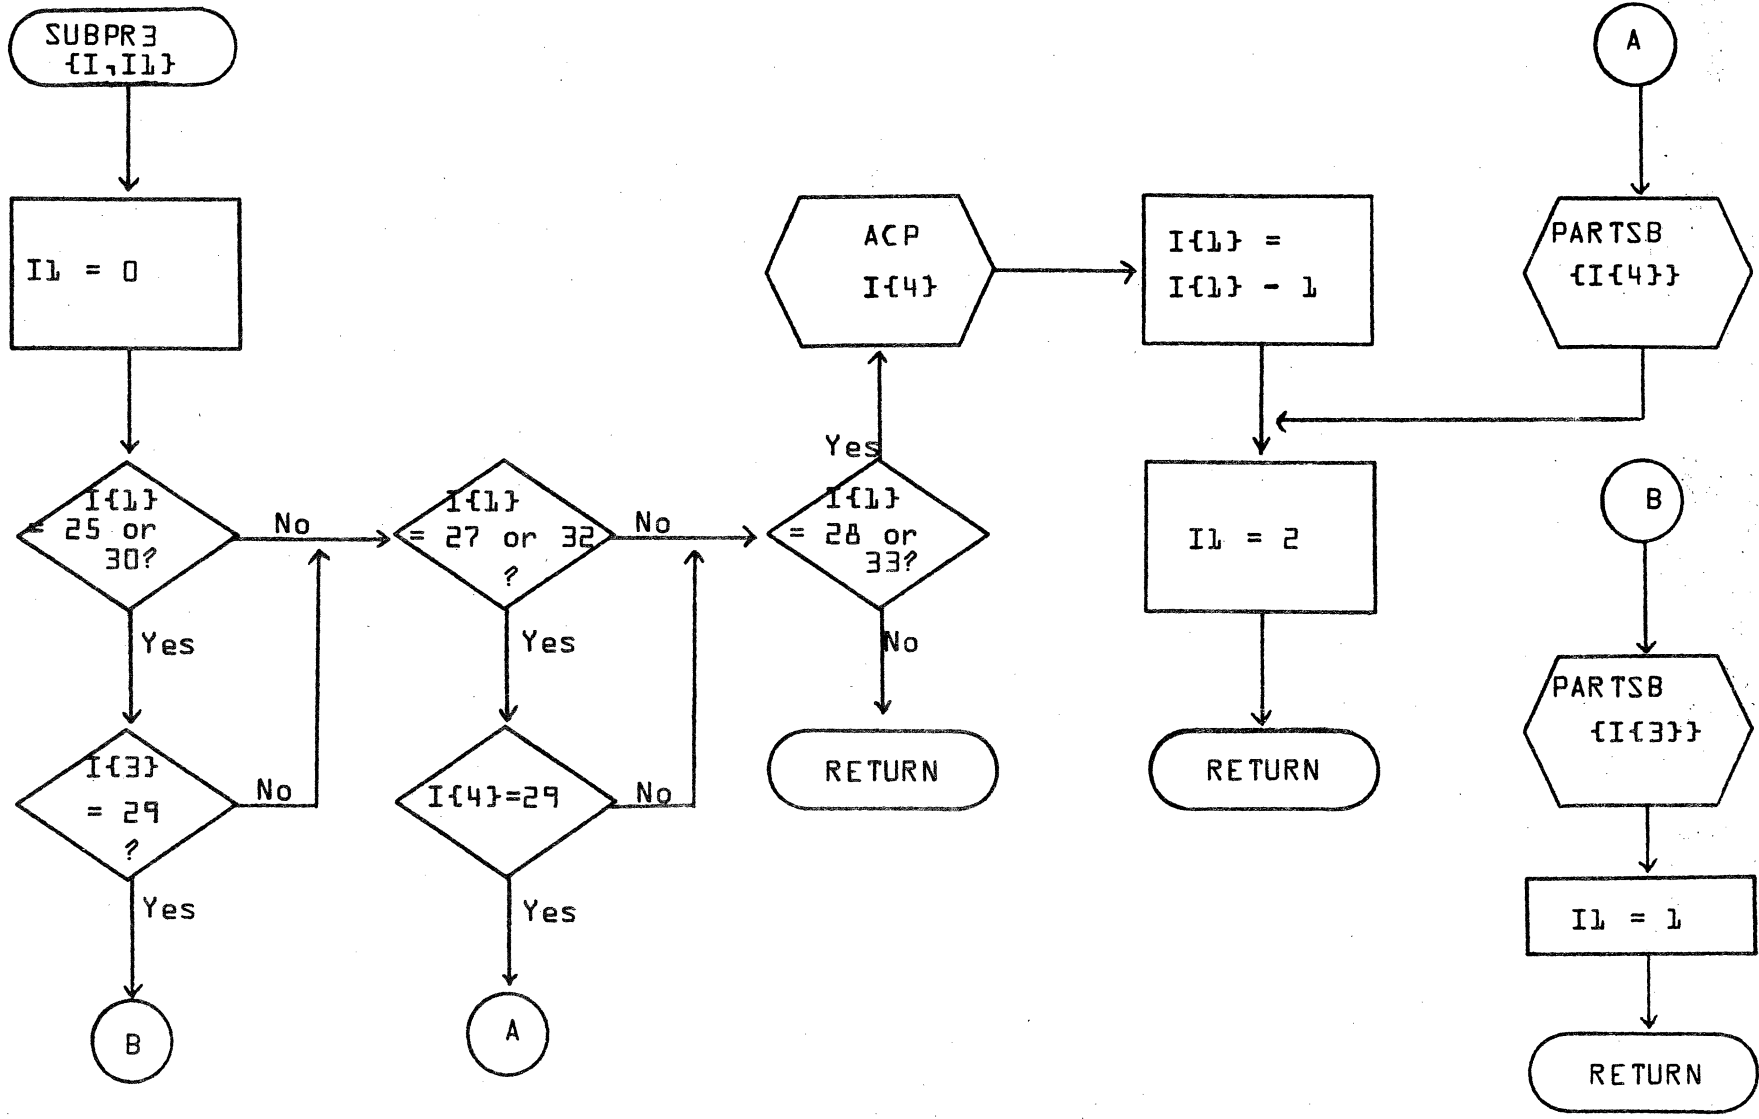 SUBPR3
{I,I1}
I1 = 0
I{1}
= 25 or
30?
No
Yes
I{3}
= 29
?
No
Yes
B
I{1}
= 27 or 32
?
No
Yes
I{4}=29
No
Yes
A
ACP
I{4}
Yes
I{1}
= 28 or
33?
No
RETURN
I{1} =
I{1} - 1
I1 = 2
RETURN
A
PARTSB
{I{4}}
B
PARTSB
{I{3}}
I1 = 1
RETURN